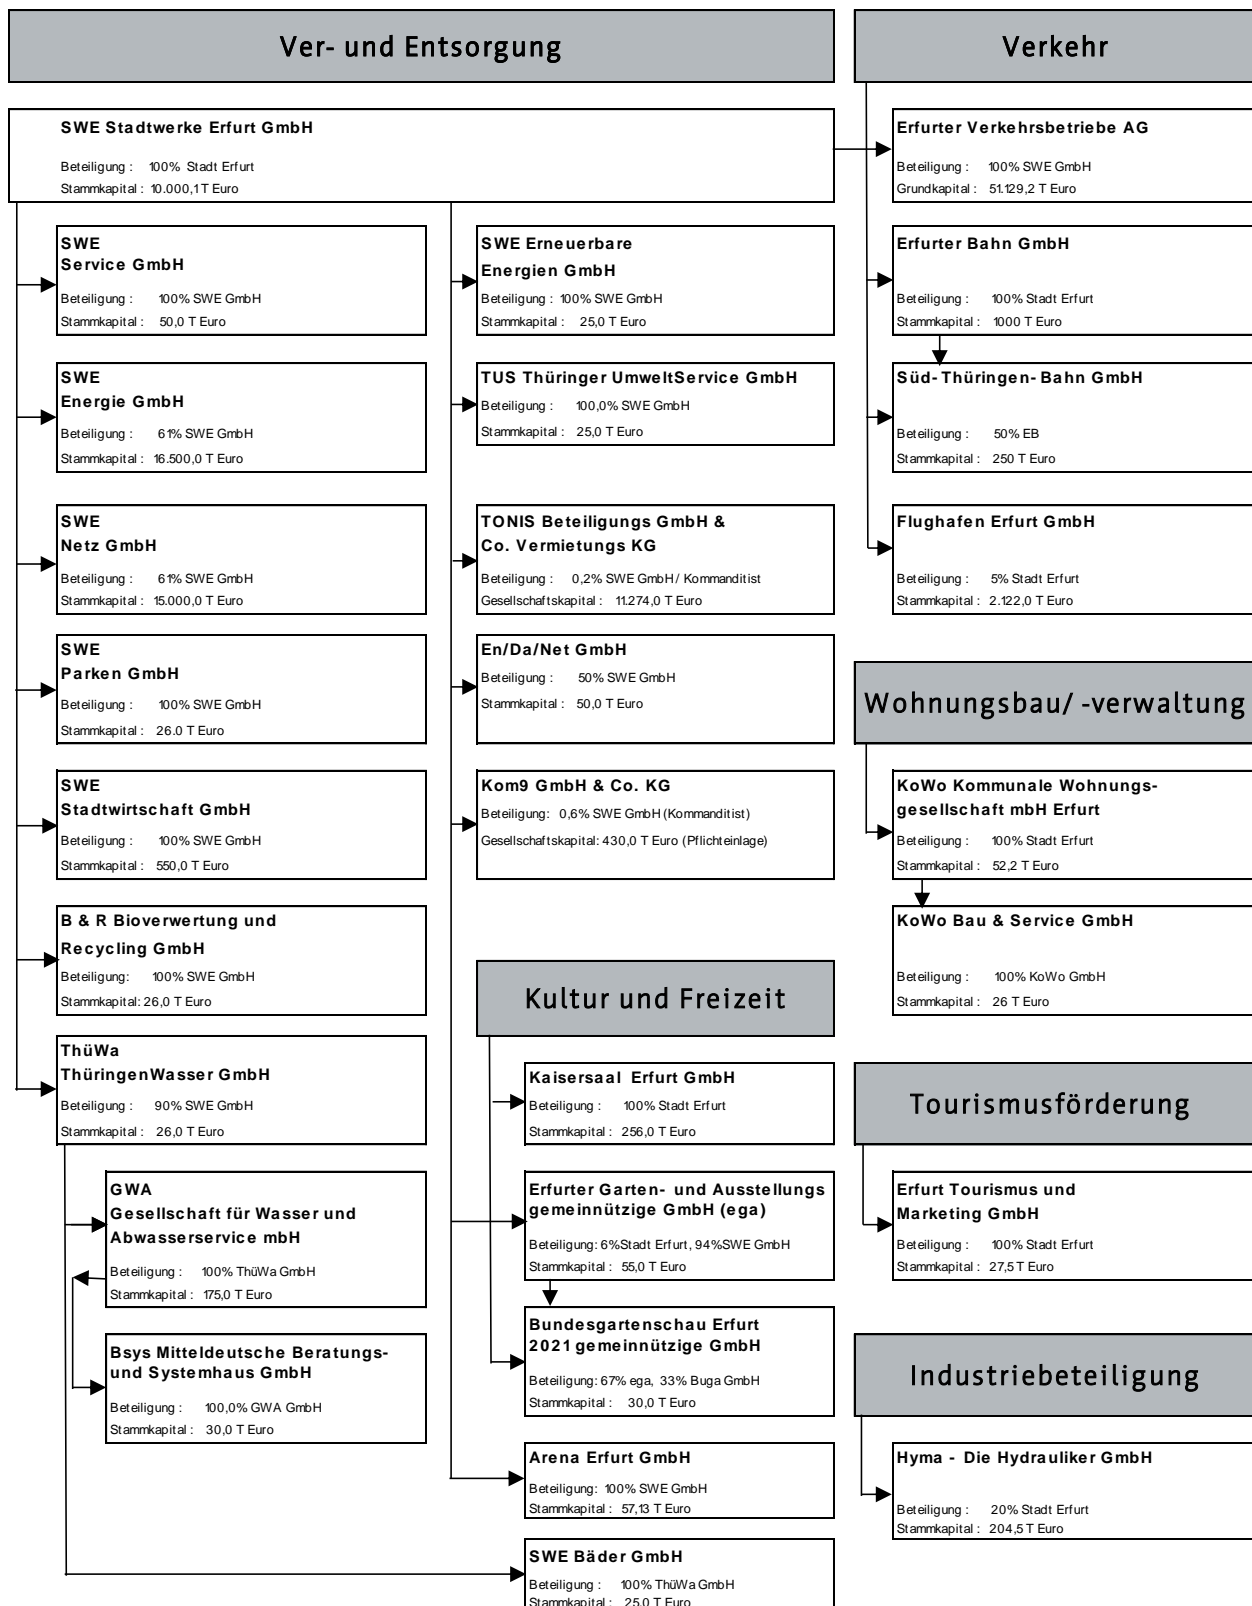 Ver- und Entsorgung
SWE Stadtwerke Erfurt GmbH
Beteiligung : 100% Stadt Erfurt
Stammkapital : 10.000,1 T Euro
SWE
Service GmbH
Beteiligung : 100% SWE GmbH
Stammkapital : 50,0 T Euro
SWE
Energie GmbH
Beteiligung : 61% SWE GmbH
Stammkapital : 16.500,0 T Euro
SWE
Netz GmbH
Beteiligung : 61% SWE GmbH
Stammkapital : 15.000,0 T Euro
SWE
Parken GmbH
Beteiligung : 100% SWE GmbH
Stammkapital : 26.0 T Euro
SWE
Stadtwirtschaft GmbH
Beteiligung : 100% SWE GmbH
Stammkapital : 550,0 T Euro
B & R Bioverwertung und
Recycling GmbH
Beteiligung: 100% SWE GmbH
Stammkapital: 26,0 T Euro
ThüWa
ThüringenWasser GmbH
Beteiligung : 90% SWE GmbH
Stammkapital : 26,0 T Euro
GWA
Gesellschaft für Wasser und
Abwasserservice mbH
Beteiligung : 100% ThüWa GmbH
Stammkapital : 175,0 T Euro
Bsys Mitteldeutsche Beratungs-
und Systemhaus GmbH
Beteiligung : 100,0% GWA GmbH
Stammkapital : 30,0 T Euro
SWE Erneuerbare
Energien GmbH
Beteiligung : 100% SWE GmbH
Stammkapital : 25,0 T Euro
TUS Thüringer UmweltService GmbH
Beteiligung : 100,0% SWE GmbH
Stammkapital : 25,0 T Euro
TONIS Beteiligungs GmbH &
Co. Vermietungs KG
Beteiligung : 0,2% SWE GmbH / Kommanditist
Gesellschaftskapital : 11.274,0 T Euro
En/Da/Net GmbH
Beteiligung : 50% SWE GmbH
Stammkapital : 50,0 T Euro
Kom9 GmbH & Co. KG
Beteiligung: 0,6% SWE GmbH (Kommanditist)
Gesellschaftskapital: 430,0 T Euro (Pflichteinlage)
Kultur und Freizeit
Kaisersaal Erfurt GmbH
Beteiligung : 100% Stadt Erfurt
Stammkapital : 256,0 T Euro
Erfurter Garten- und Ausstellungs
gemeinnützige GmbH (ega)
Beteiligung: 6%Stadt Erfurt, 94%SWE GmbH
Stammkapital : 55,0 T Euro
Bundesgartenschau Erfurt
2021 gemeinnützige GmbH
Beteiligung: 67% ega, 33% Buga GmbH
Stammkapital : 30,0 T Euro
Arena Erfurt GmbH
Beteiligung: 100% SWE GmbH
Stammkapital : 57,13 T Euro
SWE Bäder GmbH
Beteiligung : 100% ThüWa GmbH
Stammkapital : 25,0 T Euro
Verkehr
Erfurter Verkehrsbetriebe AG
Beteiligung : 100% SWE GmbH
Grundkapital : 51.129,2 T Euro
Erfurter Bahn GmbH
Beteiligung : 100% Stadt Erfurt
Stammkapital : 1000 T Euro
Süd-Thüringen-Bahn GmbH
Beteiligung : 50% EB
Stammkapital : 250 T Euro
Flughafen Erfurt GmbH
Beteiligung : 5% Stadt Erfurt
Stammkapital : 2.122,0 T Euro
Wohnungsbau/ -verwaltung
KoWo Kommunale Wohnungs-
gesellschaft mbH Erfurt
Beteiligung : 100% Stadt Erfurt
Stammkapital : 52,2 T Euro
KoWo Bau & Service GmbH
Beteiligung : 100% KoWo GmbH
Stammkapital : 26 T Euro
Tourismusförderung
Erfurt Tourismus und
Marketing GmbH
Beteiligung : 100% Stadt Erfurt
Stammkapital : 27,5 T Euro
Industriebeteiligung
Hyma - Die Hydrauliker GmbH
Beteiligung : 20% Stadt Erfurt
Stammkapital : 204,5 T Euro